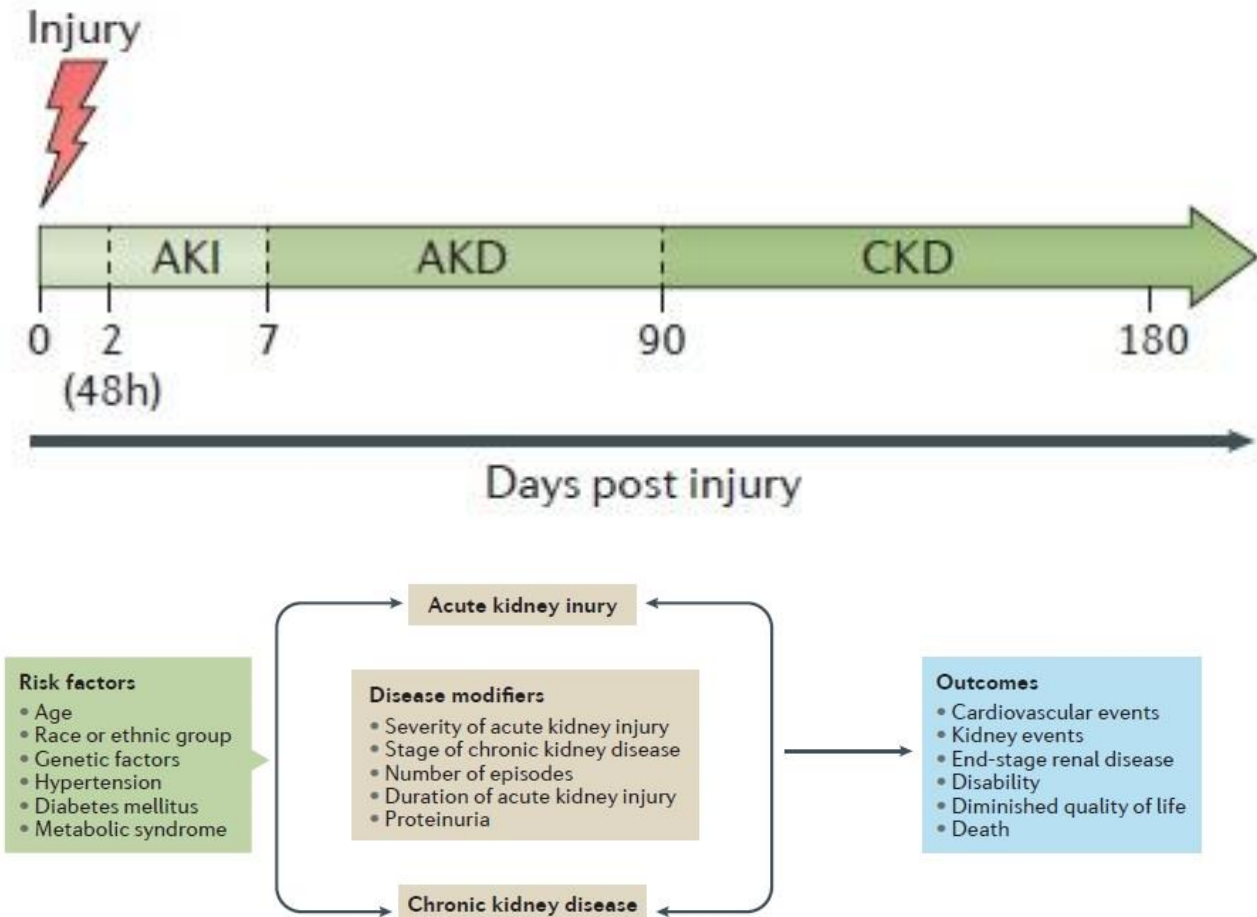 Injury
AKI
AKD
CKD
0
2
7
90
180
(48h)
Days post injury
Acute kidney inury
Risk factors
• Age
• Race or ethnic group
• Genetic factors
• Hypertension
• Diabetes mellitus
• Metabolic syndrome
Disease modifiers
• Severity of acute kidney injury
• Stage of chronic kidney disease
• Number of episodes
• Duration of acute kidney injury
• Proteinuria
Outcomes
• Cardiovascular events
• Kidney events
• End-stage renal disease
• Disability
• Diminished quality of life
• Death
Chronic kidney disease